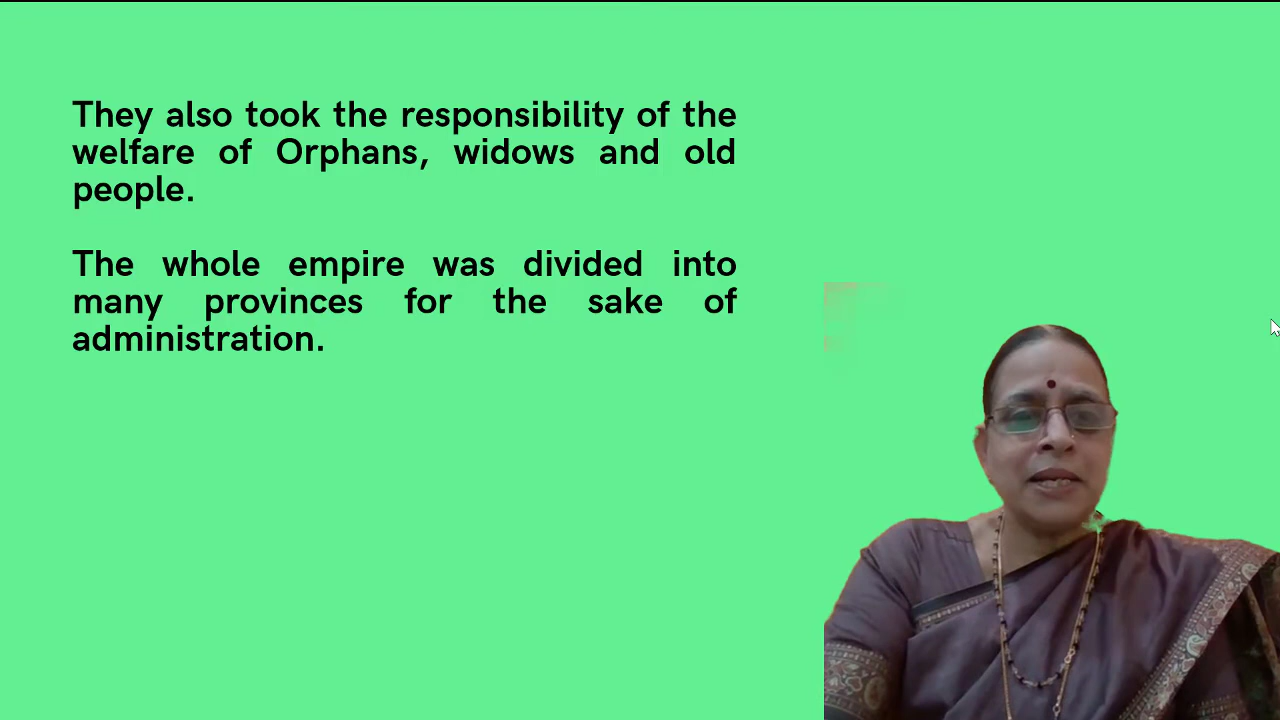 They also took the responsibility of the
welfare of Orphans, widows and old
people.
The whole empire was divided into
many provinces for the sake of
administration.